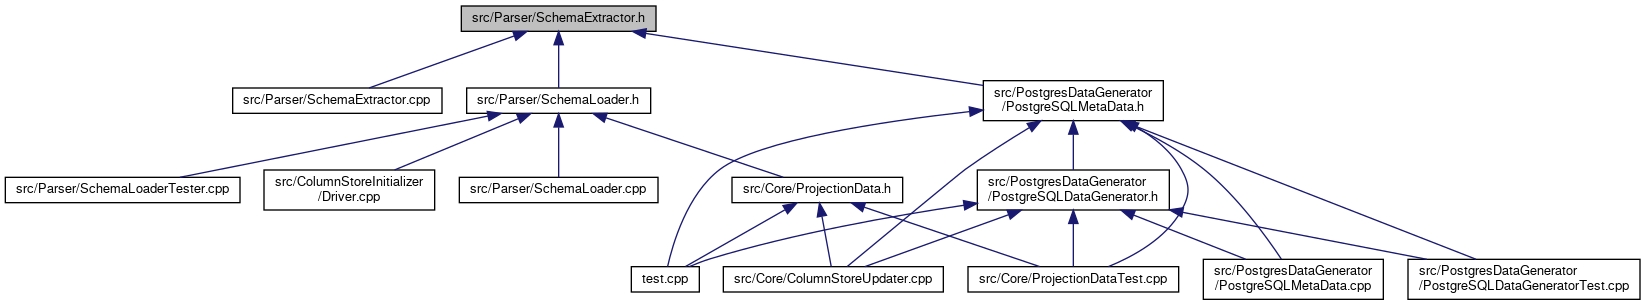 src/Parser/SchemaExtractor.h
src/Parser/SchemaExtractor.cpp
src/Parser/SchemaLoader.h
src/PostgresDataGenerator
/PostgreSQLMetaData.h
src/Parser/SchemaLoaderTester.cpp
src/ColumnStoreInitializer
/Driver.cpp
src/Parser/SchemaLoader.cpp
src/Core/ProjectionData.h
src/PostgresDataGenerator
/PostgreSQLDataGenerator.h
test.cpp
src/Core/ColumnStoreUpdater.cpp
src/Core/ProjectionDataTest.cpp
src/PostgresDataGenerator
/PostgreSQLMetaData.cpp
src/PostgresDataGenerator
/PostgreSQLDataGeneratorTest.cpp